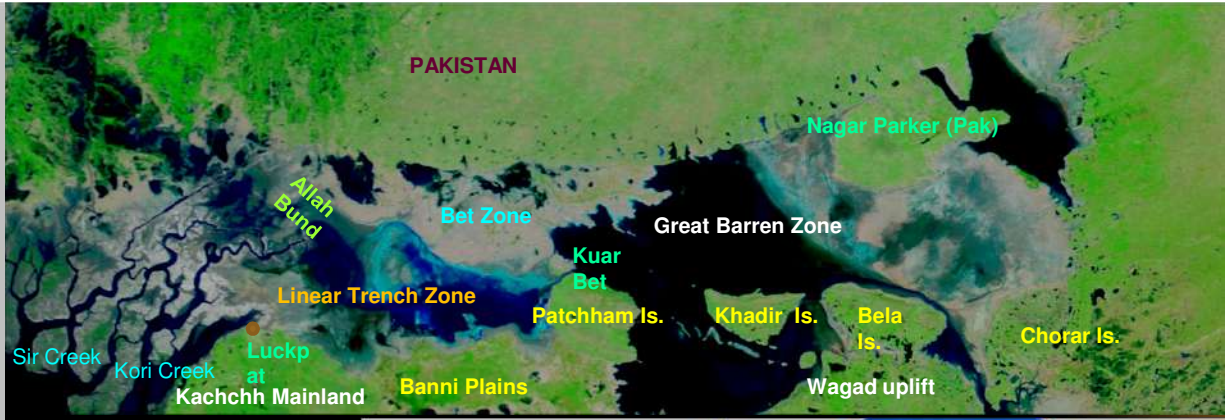 PAKISTAN
Nagar Parker (Pak)
Allah
Bund
Bet Zone
Great Barren Zone
Kuar
Bet
Linear Trench Zone
Patchham Is.
Khadir Is.
Bela
Is.
Chorar Is.
Sir Creek
Kori Creek
Luckp
at
Kachchh Mainland
Banni Plains
Wagad uplift